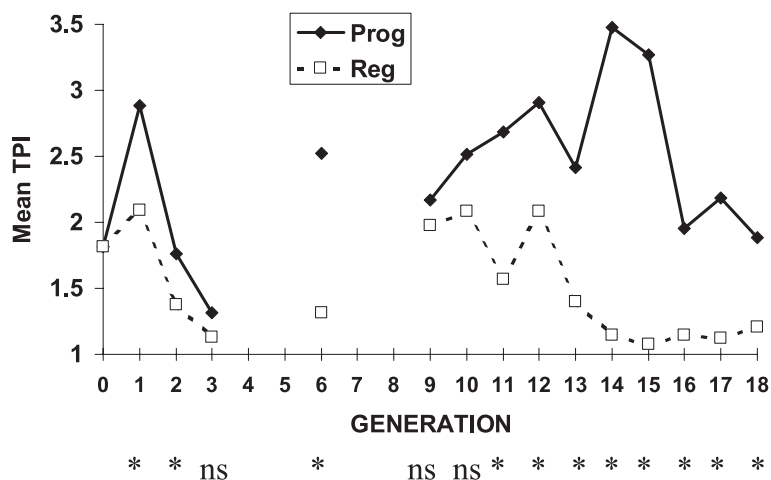 3.5
Prog
Reg
3
2.5
2
1.5
1
Mean TPI
0 1 2 3 4 5 6 7 8 9 10 11 12 13 14 15 16 17 18
GENERATION
* * ns * ns ns * * * * * * * *